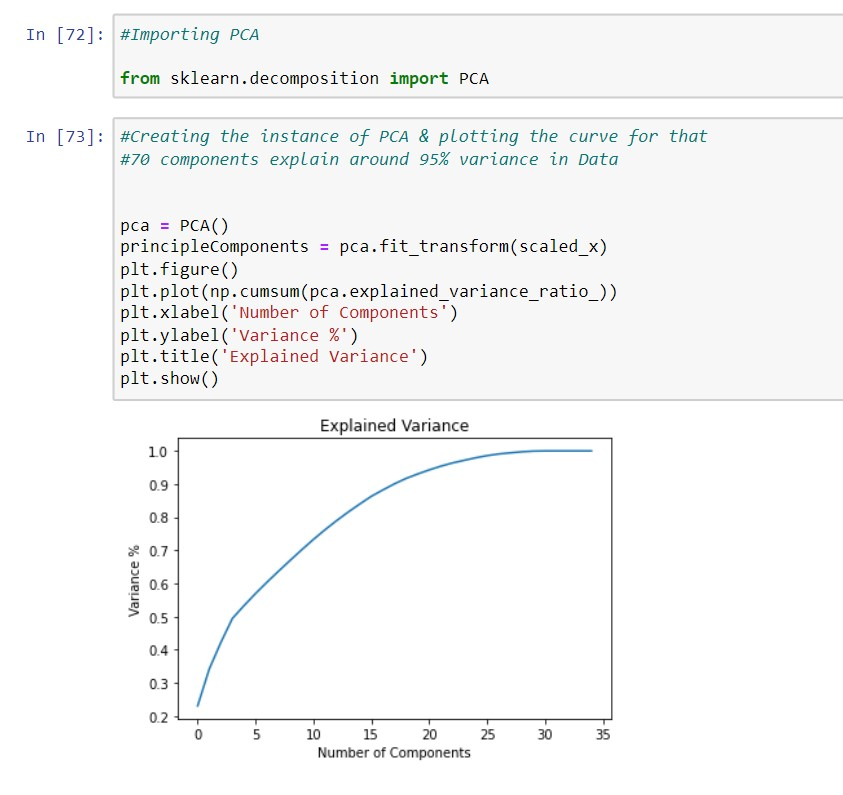 In [72]: #Importing PCA
from sklearn.decomposition import PCA
In [73]: #Creating the instance of PCA & plotting the curve for that
#70 components explain around 95% variance in Data
pca = PCA()
principleComponents = pca.fit_transform(scaled_x)
plt.figure()
plt.plot(np.cumsum(pca.explained_variance_ratio_))
plt.xlabel('Number of Components')
plt.ylabel('Variance %')
plt.title('Explained Variance')
plt.show()
Explained Variance
1.0
0.9
0.8
0.7
0.6
0.5
0.4
0.3
0.2
Variance %
0 5 10 15 20 25 30 35
Number of Components